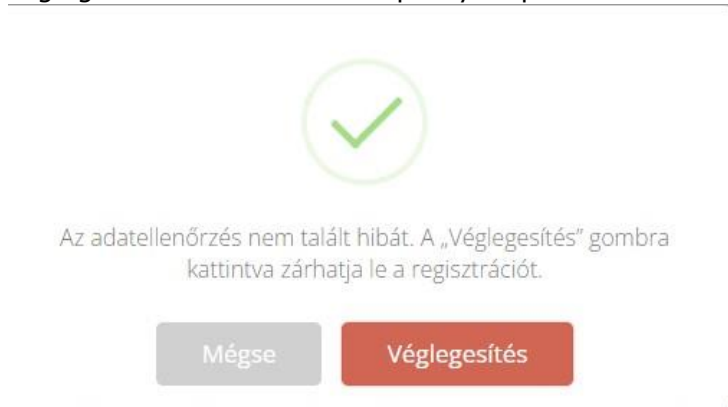 Az adatellenőrzés nem talált hibát. A „Véglegesítés” gombra
kattintva zárhatja le a regisztrációt.
Mégse
Véglegesítés